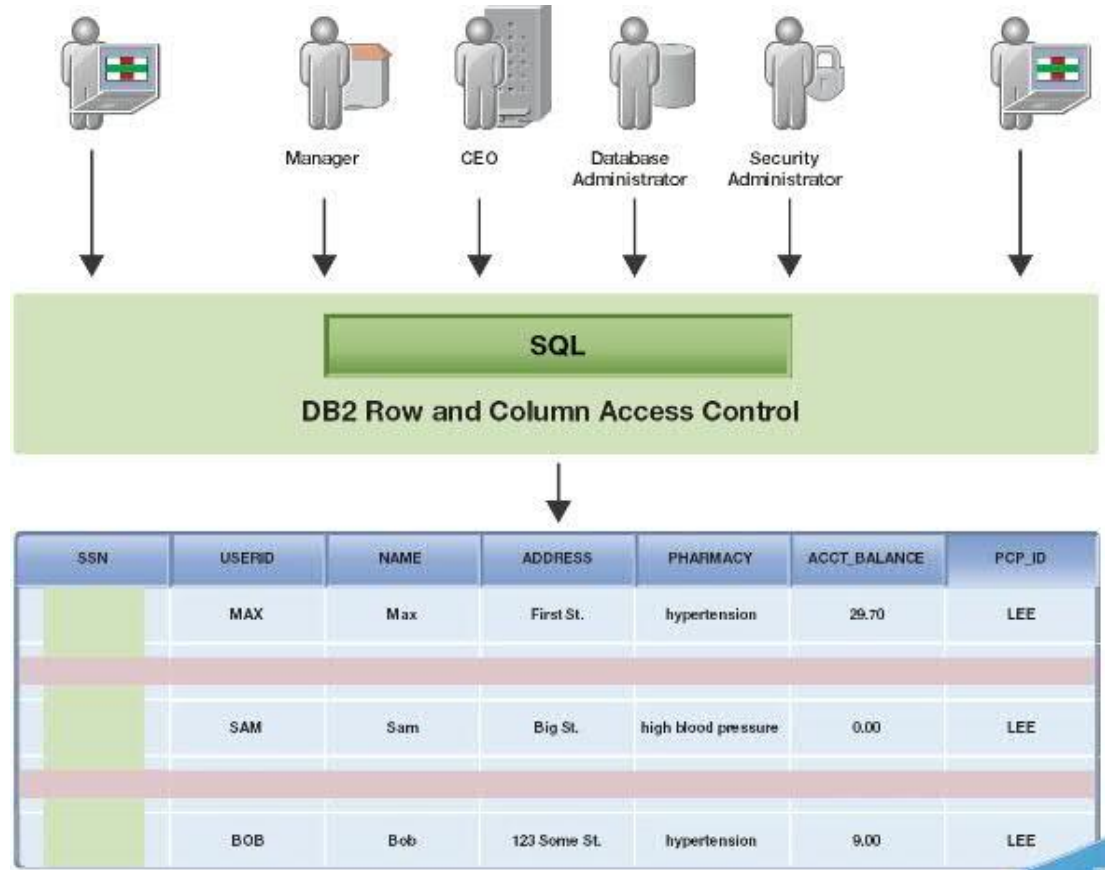 Manager
CEO
Database
Administrator
Security
Administrator
SQL
DB2 Row and Column Access Control
SSN USERID NAME ADDRESS PHARMACY ACCT_BALANCE PCP_ID
MAX Max First St. hypertension 29.70 LEE
SAM Sam Big St. high blood pressure 0.00 LEE
BOB Bob 123 Some St. hypertension 9.00 LEE